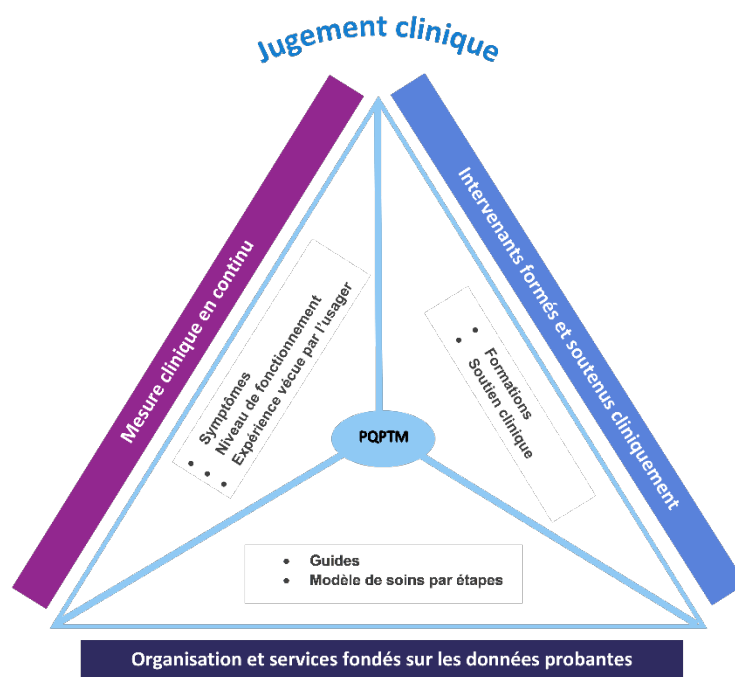 Jugement clinique
Mesure clinique en continu
Intervenants formés et soutenus cliniquement
• Symptômes
• Niveau de fonctionnement
• Expérience vécue par l'usager
• Formations
• Soutien clinique
PQPTM
• Guides
• Modèle de soins par étapes
Organisation et services fondés sur les données probantes